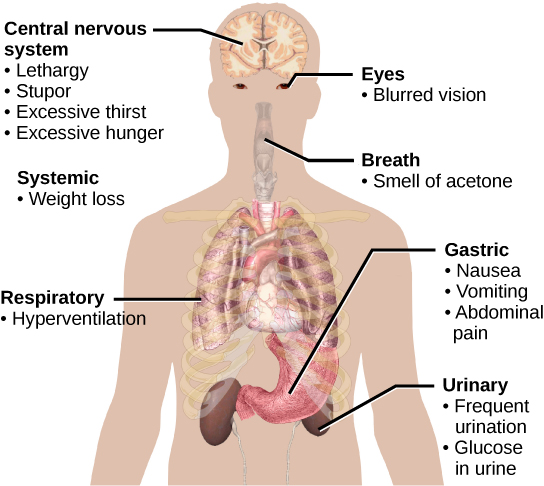 Central nervous
system
• Lethargy
• Stupor
• Excessive thirst
• Excessive hunger
Systemic
• Weight loss
Respiratory
• Hyperventilation
Eyes
• Blurred vision
Breath
• Smell of acetone
Gastric
• Nausea
• Vomiting
• Abdominal
pain
Urinary
• Frequent
urination
• Glucose
in urine